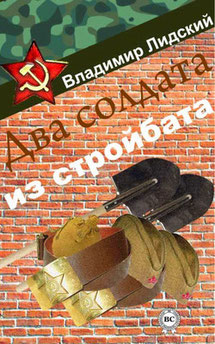 Владимир Лидский
Два солдата
из стройбата
ВС